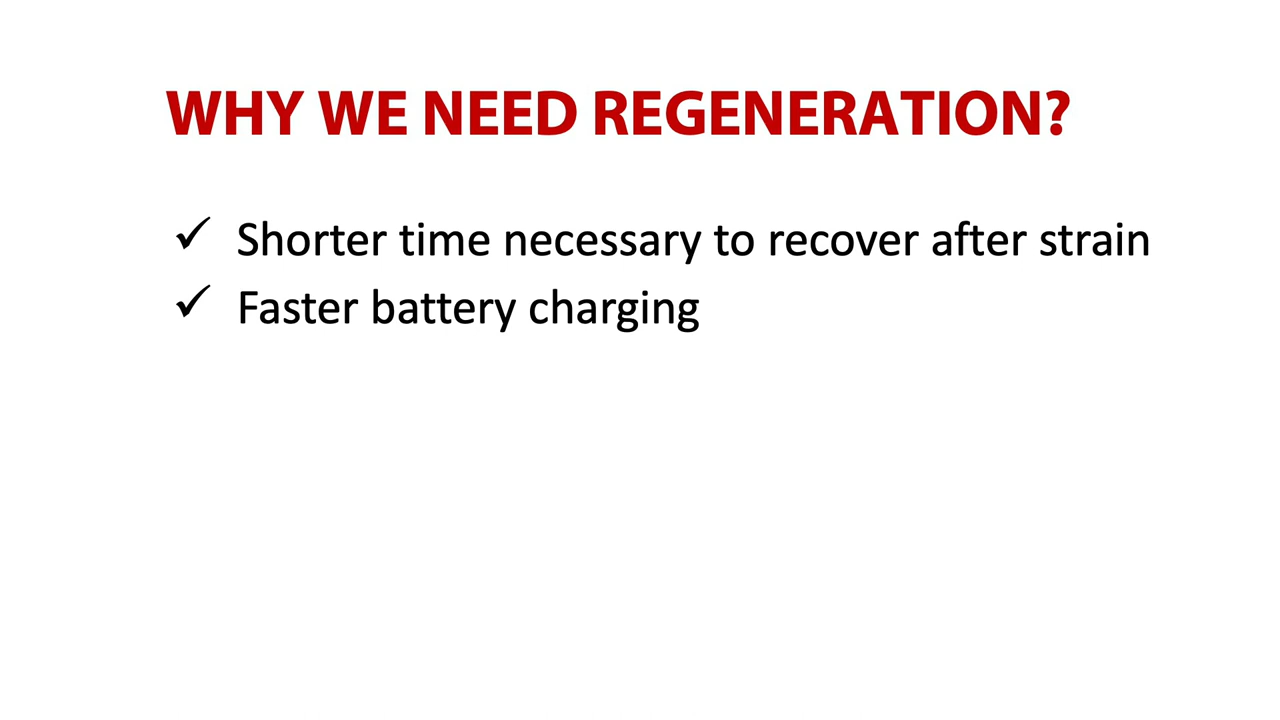 WHY WE NEED REGENERATION?
✓ Shorter time necessary to recover after strain
✓ Faster battery charging